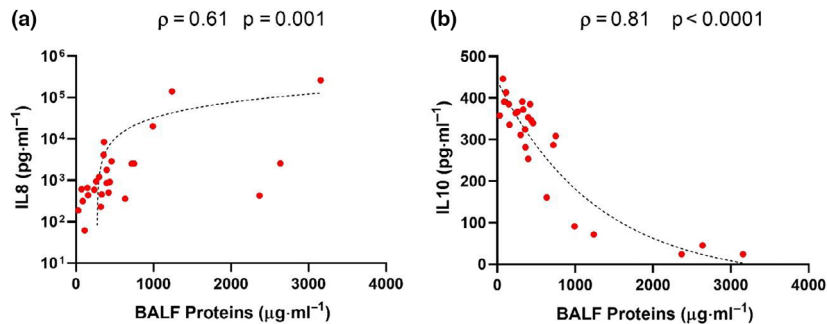 (a) ρ = 0.61 p = 0.001
10⁶
10⁵
10⁴
10³
10²
10¹
IL8 (pg·ml⁻¹)
0 1000 2000 3000 4000
BALF Proteins (µg·ml⁻¹)
(b) ρ = 0.81 p < 0.0001
500
400
300
200
100
0
IL10 (pg·ml⁻¹)
0 1000 2000 3000 4000
BALF Proteins (µg·ml⁻¹)